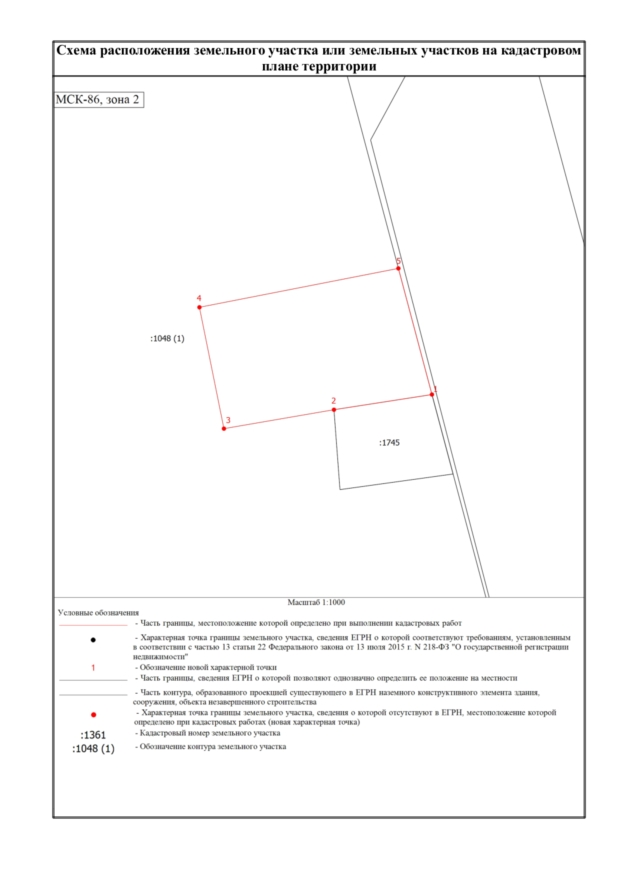 Схема расположения земельного участка или земельных участков на кадастровом
плане территории
МСК-86, зона 2
5
4
:1048 (1)
1
2
3
:1745
Масштаб 1:1000
Условные обозначения
- Часть границы, местоположение которой определено при выполнении кадастровых работ
- Характерная точка границы земельного участка, сведения ЕГРН о которой соответствуют требованиям, установленным
в соответствии с частью 13 статьи 22 Федерального закона от 13 июля 2015 г. N 218-ФЗ "О государственной регистрации
недвижимости"
1 - Обозначение новой характерной точки
- Часть границы, сведения ЕГРН о которой позволяют однозначно определить ее положение на местности
- Часть контура, образованного проекцией существующего в ЕГРН наземного конструктивного элемента здания,
сооружения, объекта незавершенного строительства
- Характерная точка границы земельного участка, сведения о которой отсутствуют в ЕГРН, местоположение которой
определено при кадастровых работах (новая характерная точка)
:1361 - Кадастровый номер земельного участка
:1048 (1) - Обозначение контура земельного участка